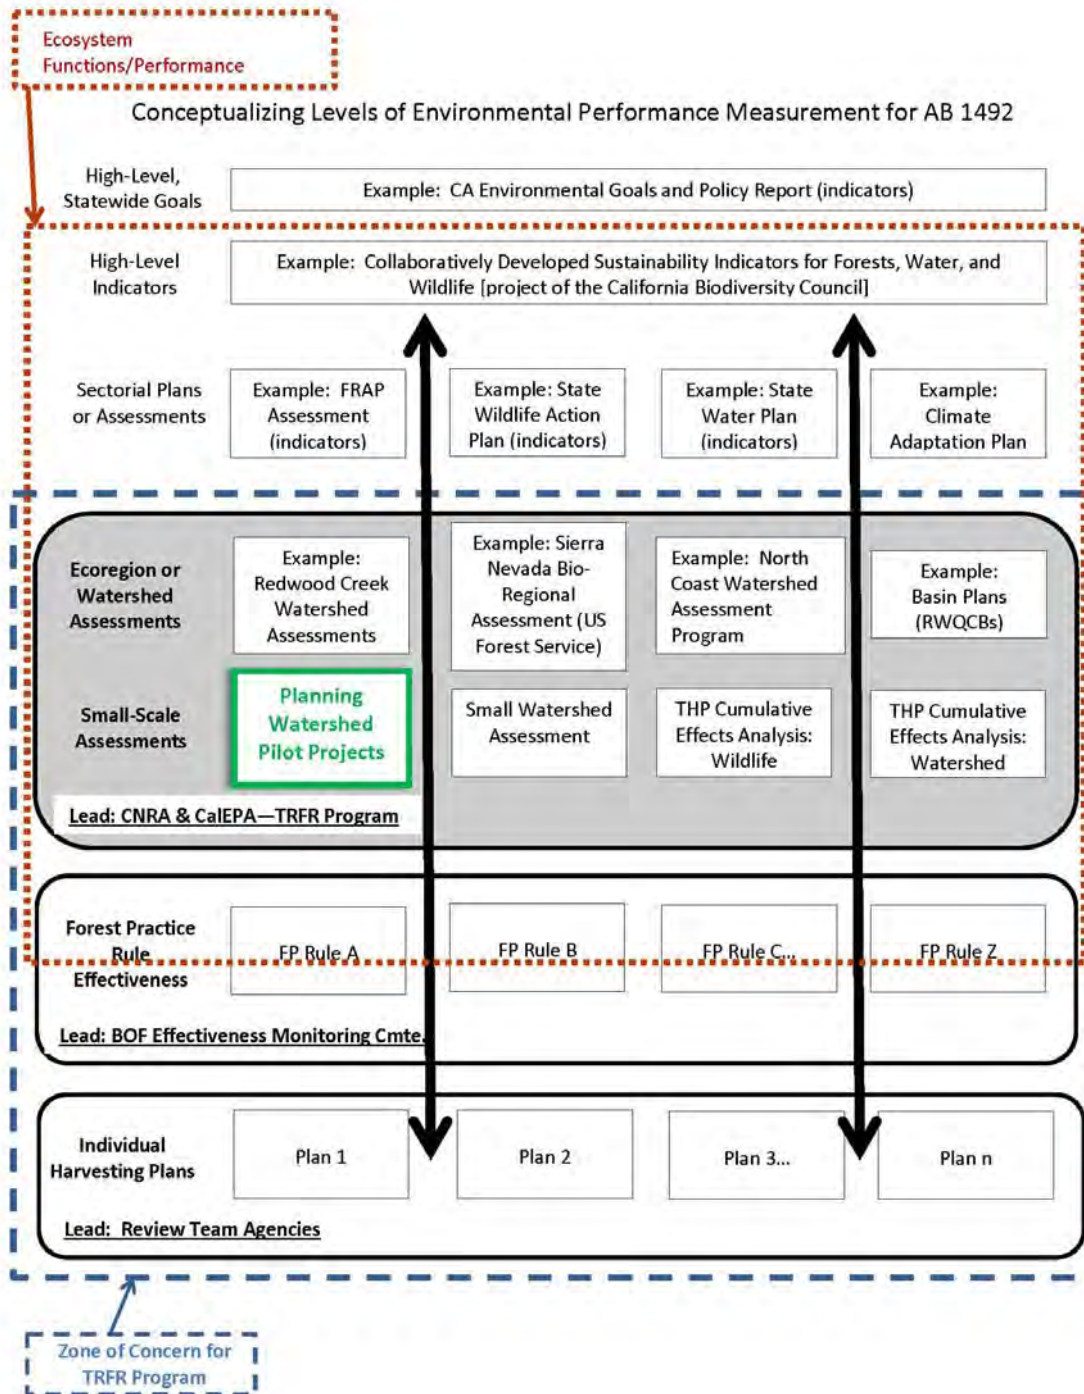 Ecosystem
Functions/Performance
Conceptualizing Levels of Environmental Performance Measurement for AB 1492
High-Level,
Statewide Goals
Example:  CA Environmental Goals and Policy Report (indicators)
High-Level
Indicators
Example:  Collaboratively Developed Sustainability Indicators for Forests, Water, and
Wildlife [project of the California Biodiversity Council]
Sectorial Plans
or Assessments
Example:  FRAP
Assessment
(indicators)
Example: State
Wildlife Action
Plan (indicators)
Example: State
Water Plan
(indicators)
Example:
Climate
Adaptation Plan
Ecoregion or
Watershed
Assessments
Example:
Redwood Creek
Watershed
Assessments
Example: Sierra
Nevada Bio-
Regional
Assessment (US
Forest Service)
Example:  North
Coast Watershed
Assessment
Program
Example:
Basin Plans
(RWQCBs)
Small-Scale
Assessments
Planning
Watershed
Pilot Projects
Small Watershed
Assessment
THP Cumulative
Effects Analysis:
Wildlife
THP Cumulative
Effects Analysis:
Watershed
Lead: CNRA & CalEPA—TRFR Program
Forest Practice
Rule
Effectiveness
FP Rule A
FP Rule B
FP Rule C...
FP Rule Z
Lead: BOF Effectiveness Monitoring Cmte.
Individual
Harvesting Plans
Plan 1
Plan 2
Plan 3...
Plan n
Lead:  Review Team Agencies
Zone of Concern for
TRFR Program